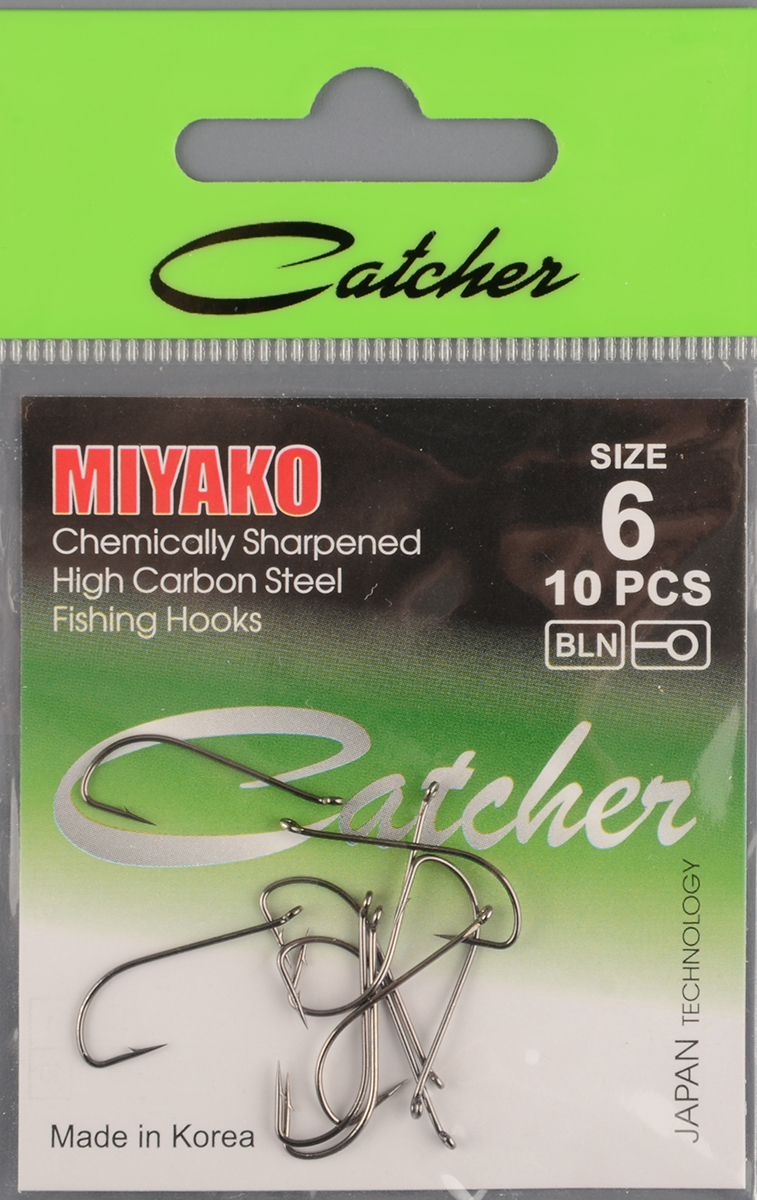 Catcher
MIYAKO
Chemically Sharpened
High Carbon Steel
Fishing Hooks
SIZE
6
10 PCS
BLN
Catcher
JAPAN TECHNOLOGY
Made in Korea